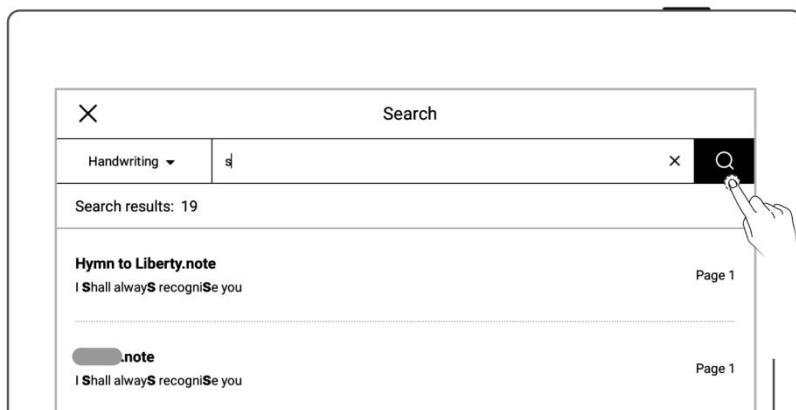 Search
Handwriting s
Search results: 19
Hymn to Liberty.note
I Shall alwayS recogniSe you
Page 1
.note
I Shall alwayS recogniSe you
Page 1